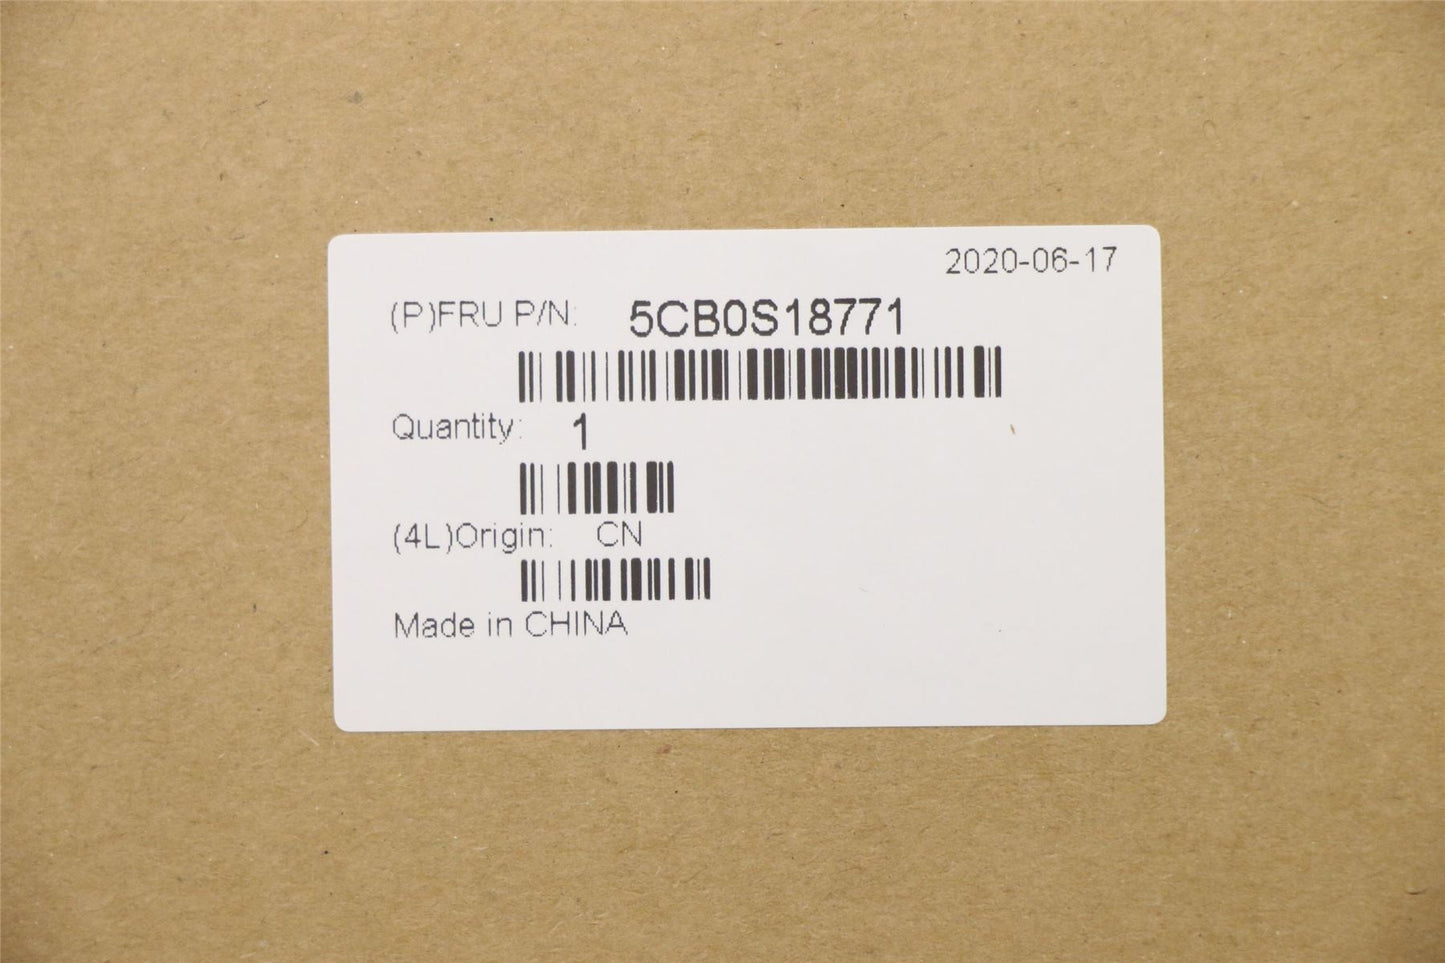 2020-06-17
(P)FRU P/N: 5CB0S18771
Quantity: 1
(4L)Origin: CN
Made in CHINA